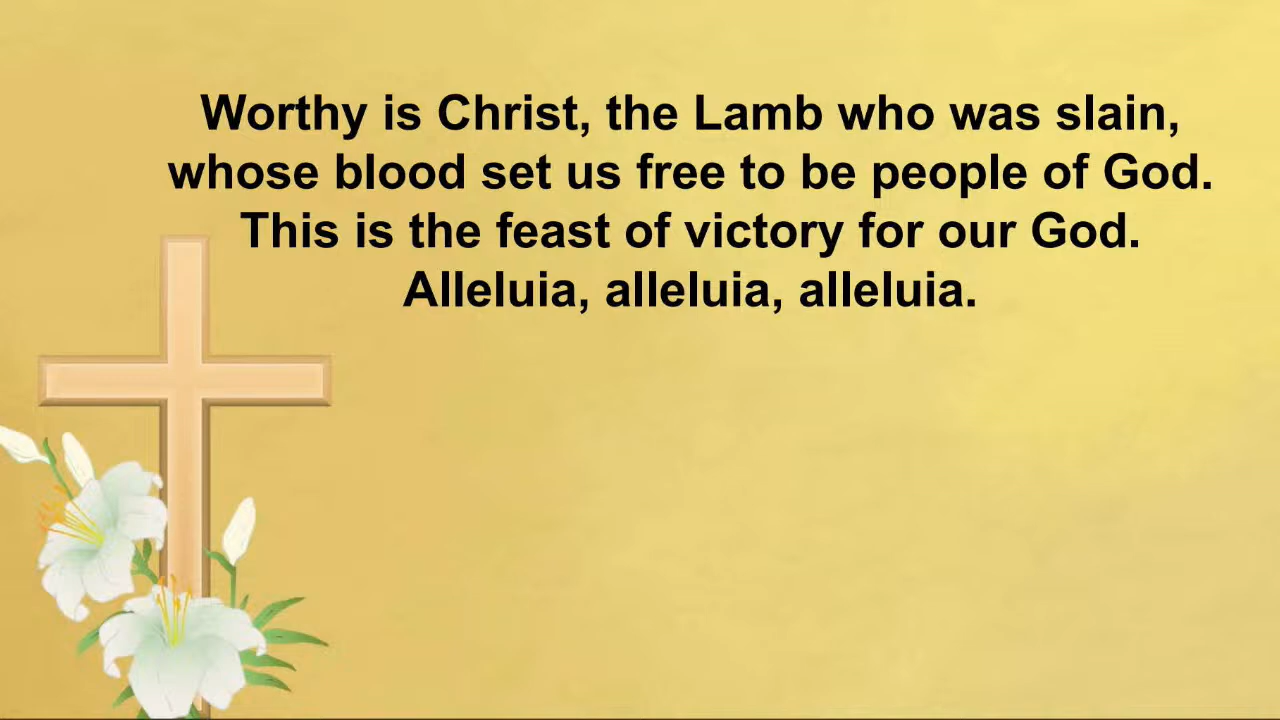 Worthy is Christ, the Lamb who was slain,
whose blood set us free to be people of God.
This is the feast of victory for our God.
Alleluia, alleluia, alleluia.